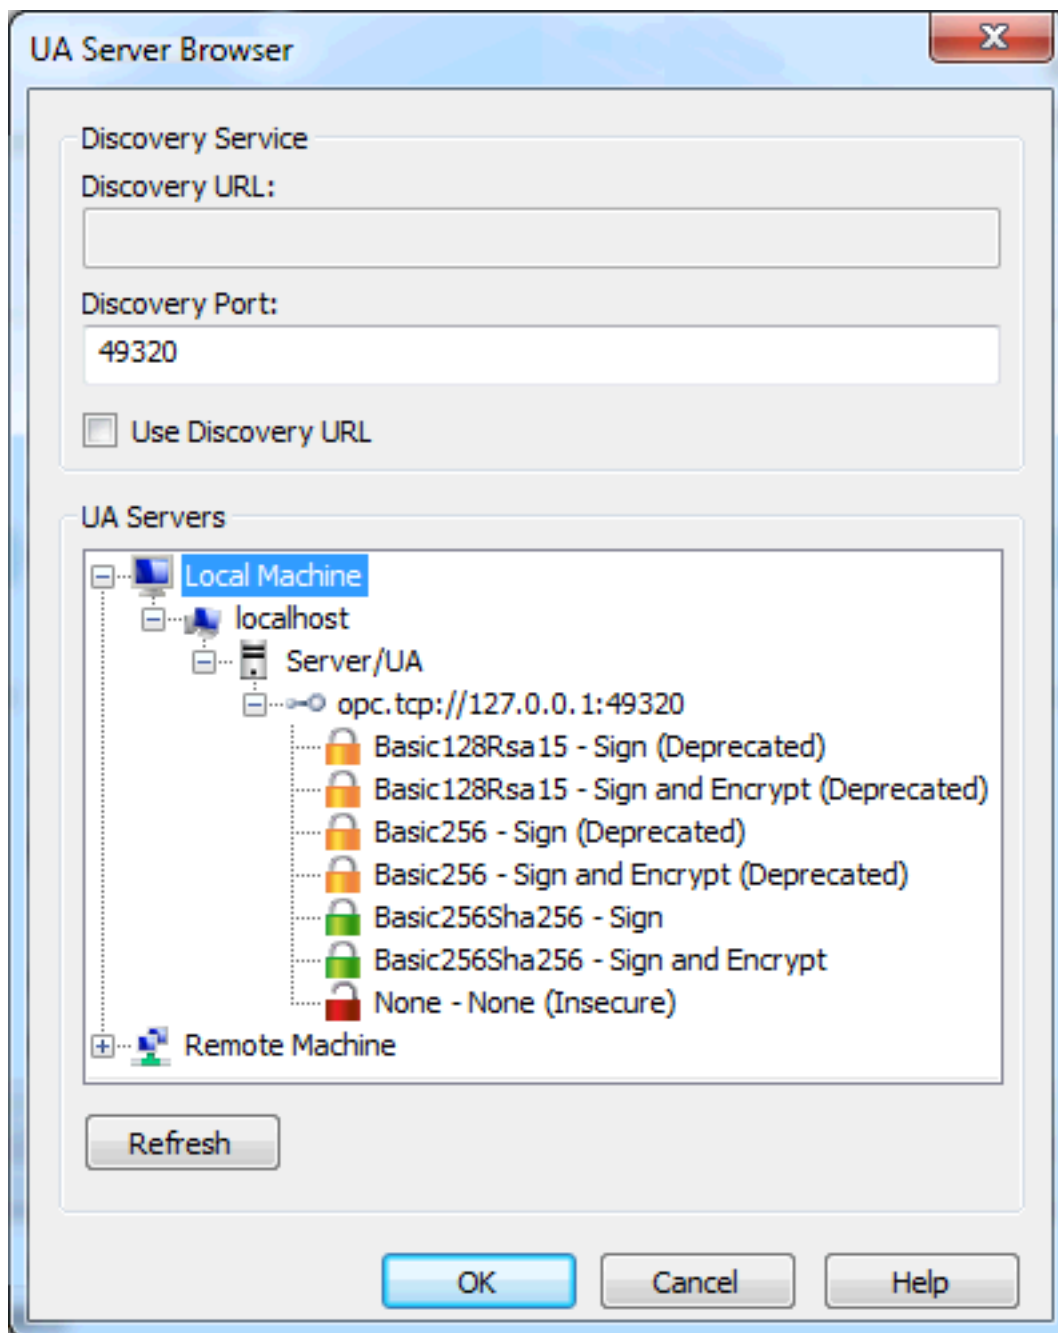 UA Server Browser
Discovery Service
Discovery URL:
Discovery Port:
49320
Use Discovery URL
UA Servers
Local Machine
localhost
Server/UA
opc.tcp://127.0.0.1:49320
Basic128Rsa15 - Sign (Deprecated)
Basic128Rsa15 - Sign and Encrypt (Deprecated)
Basic256 - Sign (Deprecated)
Basic256 - Sign and Encrypt (Deprecated)
Basic256Sha256 - Sign
Basic256Sha256 - Sign and Encrypt
None - None (Insecure)
Remote Machine
Refresh
OK Cancel Help